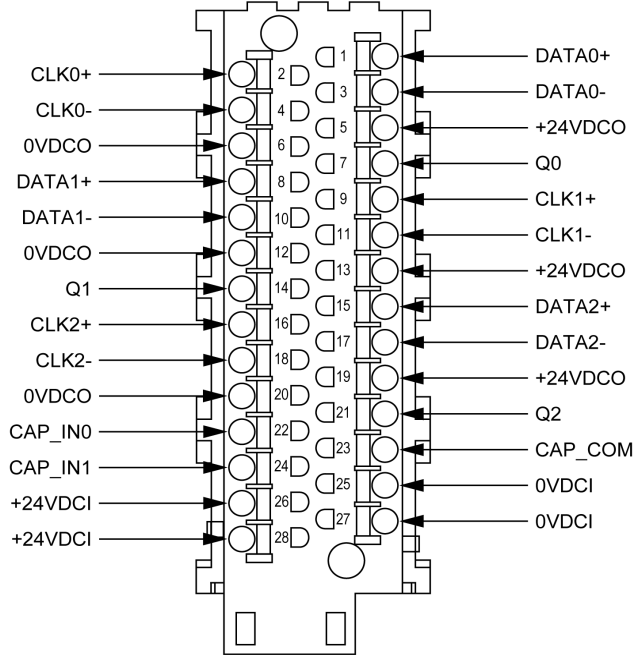 1 DATA0+
CLK0+ 2
3 DATA0-
CLK0- 4
5 +24VDCO
0VDCO 6
7 Q0
DATA1+ 8
9 CLK1+
DATA1- 10
11 CLK1-
0VDCO 12
13 +24VDCO
Q1 14
15 DATA2+
CLK2+ 16
17 DATA2-
CLK2- 18
19 +24VDCO
0VDCO 20
21 Q2
CAP_IN0 22
23 CAP_COM
CAP_IN1 24
25 0VDCI
+24VDCI 26
27 0VDCI
+24VDCI 28